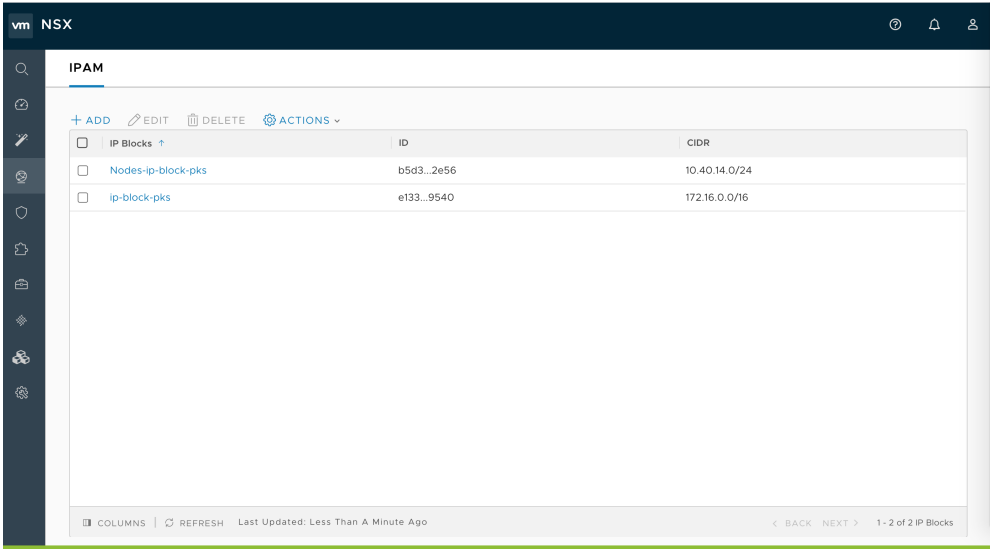 vm NSX
IPAM
ADD EDIT DELETE ACTIONS
IP Blocks ↑ ID CIDR
Nodes-ip-block-pks b5d3...2e56 10.40.14.0/24
ip-block-pks e133...9540 172.16.0.0/16
COLUMNS REFRESH Last Updated: Less Than A Minute Ago < BACK NEXT > 1 - 2 of 2 IP Blocks